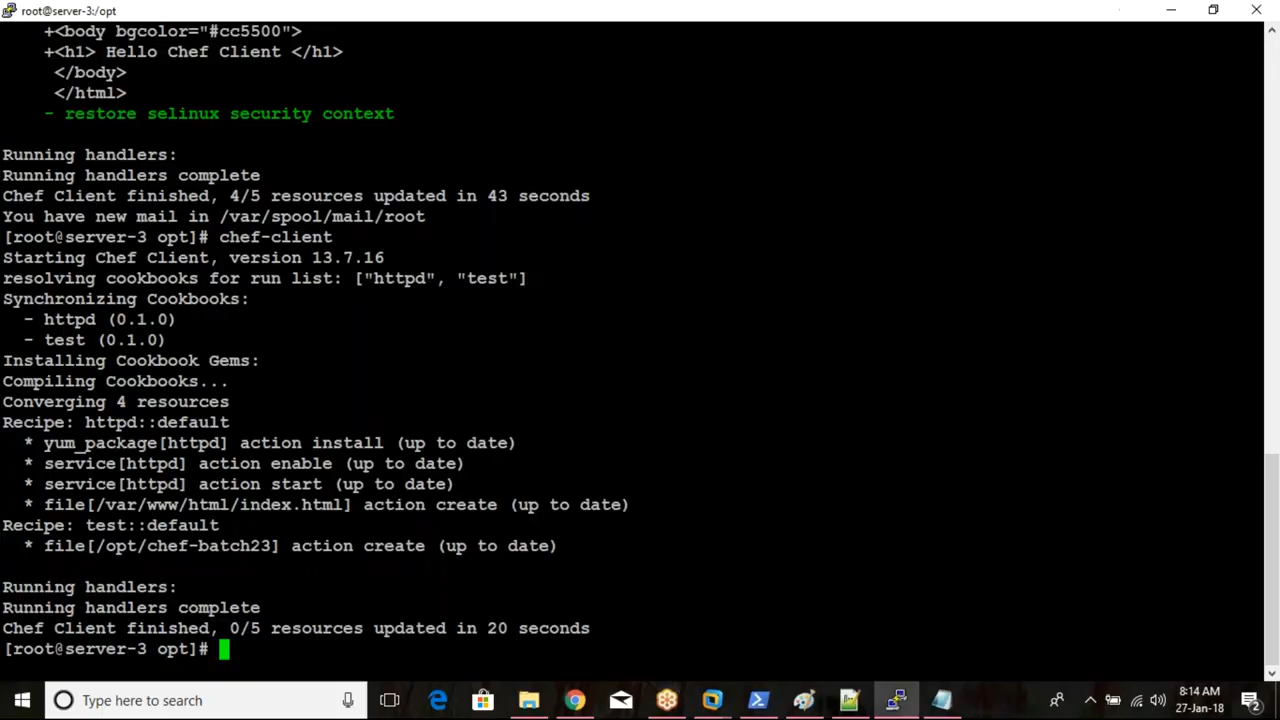 root@server-3:/opt
+<body bgcolor="#cc5500">
+<h1> Hello Chef Client </h1>
</body>
</html>
- restore selinux security context
Running handlers:
Running handlers complete
Chef Client finished, 4/5 resources updated in 43 seconds
You have new mail in /var/spool/mail/root
[root@server-3 opt]# chef-client
Starting Chef Client, version 13.7.16
resolving cookbooks for run list: ["httpd", "test"]
Synchronizing Cookbooks:
- httpd (0.1.0)
- test (0.1.0)
Installing Cookbook Gems:
Compiling Cookbooks...
Converging 4 resources
Recipe: httpd::default
* yum_package[httpd] action install (up to date)
* service[httpd] action enable (up to date)
* service[httpd] action start (up to date)
* file[/var/www/html/index.html] action create (up to date)
Recipe: test::default
* file[/opt/chef-batch23] action create (up to date)
Running handlers:
Running handlers complete
Chef Client finished, 0/5 resources updated in 20 seconds
[root@server-3 opt]#
Type here to search
8:14 AM
27-Jan-18
2